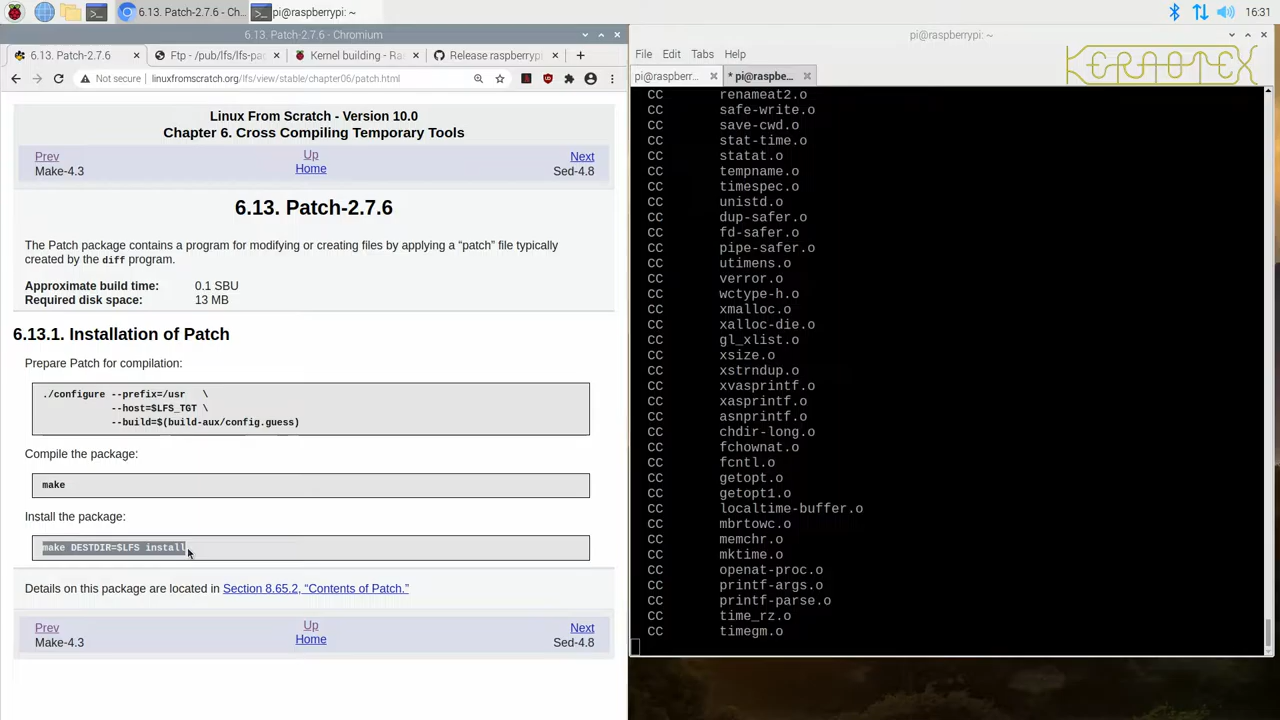 6.13. Patch-2.7.6 - Ch...
pi@raspberrypi: ~
16:31
6.13. Patch-2.7.6 - Chromium
6.13. Patch-2.7.6
Ftp - /pub/lfs/lfs-pac
Kernel building - Ras
Release raspberrypi
Not secure
linuxfromscratch.org/lfs/view/stable/chapter06/patch.html
Linux From Scratch - Version 10.0
Chapter 6. Cross Compiling Temporary Tools
Prev
Up
Next
Make-4.3
Home
Sed-4.8
6.13. Patch-2.7.6
The Patch package contains a program for modifying or creating files by applying a “patch” file typically
created by the diff program.
Approximate build time: 0.1 SBU
Required disk space: 13 MB
6.13.1. Installation of Patch
Prepare Patch for compilation:
./configure --prefix=/usr \
--host=$LFS_TGT \
--build=$(build-aux/config.guess)
Compile the package:
make
Install the package:
make DESTDIR=$LFS install
Details on this package are located in Section 8.65.2, “Contents of Patch.”
Prev
Up
Next
Make-4.3
Home
Sed-4.8
pi@raspberrypi: ~
File Edit Tabs Help
KERAOTEX
pi@raspberr...
* pi@raspbe...
CC renameat2.o
CC safe-write.o
CC save-cwd.o
CC stat-time.o
CC statat.o
CC tempname.o
CC timespec.o
CC unistd.o
CC dup-safer.o
CC fd-safer.o
CC pipe-safer.o
CC utimens.o
CC verror.o
CC wctype-h.o
CC xmalloc.o
CC xalloc-die.o
CC gl_xlist.o
CC xsize.o
CC xstrndup.o
CC xvasprintf.o
CC xasprintf.o
CC asnprintf.o
CC chdir-long.o
CC fchownat.o
CC fcntl.o
CC getopt.o
CC getopt1.o
CC localtime-buffer.o
CC mbrtowc.o
CC memchr.o
CC mktime.o
CC openat-proc.o
CC printf-args.o
CC printf-parse.o
CC time_rz.o
CC timegm.o